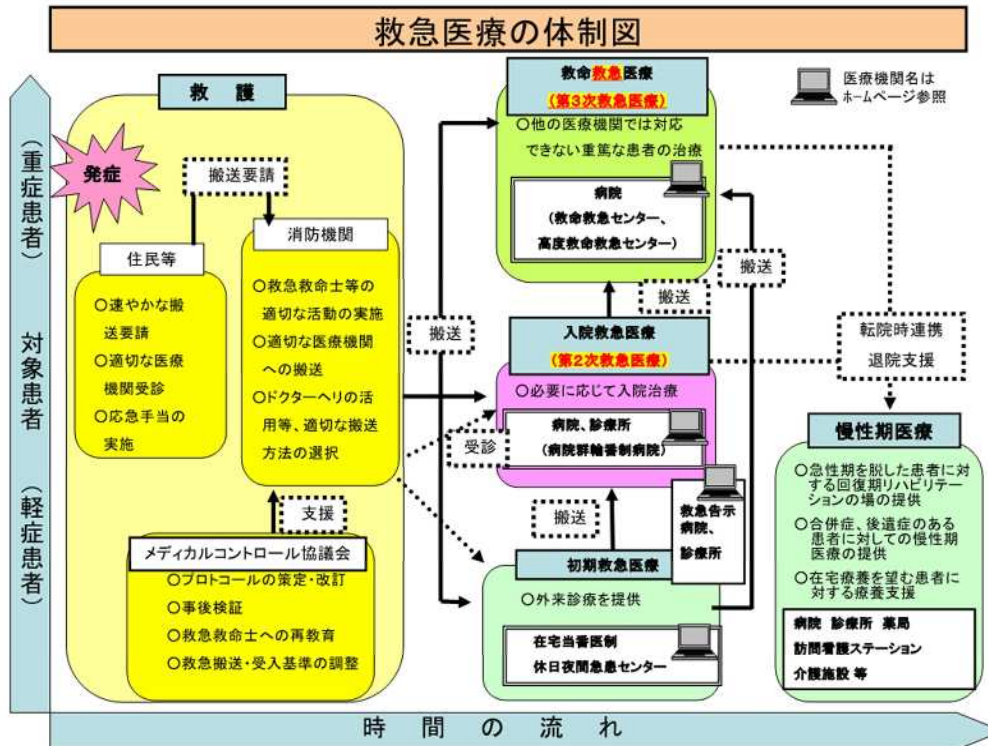 救急医療の体制図
医療機関名は
ホームページ参照
(重症患者)
対象患者
(軽症患者)
時間の流れ
救護
発症
搬送要請
住民等
○速やかな搬
送要請
○適切な医療
機関受診
○応急手当の
実施
消防機関
○救急救命士等の
適切な活動の実施
○適切な医療機関
への搬送
○ドクターヘリの活
用等、適切な搬送
方法の選択
支援
メディカルコントロール協議会
○プロトコールの策定・改訂
○事後検証
○救急救命士への再教育
○救急搬送・受入基準の調整
搬送
受診
救命救急医療
(第3次救急医療)
○他の医療機関では対応
できない重篤な患者の治療
病院
(救命救急センター、
高度救命救急センター)
搬送
搬送
入院救急医療
(第2次救急医療)
○必要に応じて入院治療
病院、診療所
(病院群輪番制病院)
搬送
救急告示
病院、
診療所
初期救急医療
○外来診療を提供
在宅当番医制
休日夜間急患センター
転院時連携
退院支援
慢性期医療
○急性期を脱した患者に対
する回復期リハビリテ
ーションの場の提供
○合併症、後遺症のある
患者に対しての慢性期
医療の提供
○在宅療養を望む患者に
対する療養支援
病院 診療所 薬局
訪問看護ステーション
介護施設 等